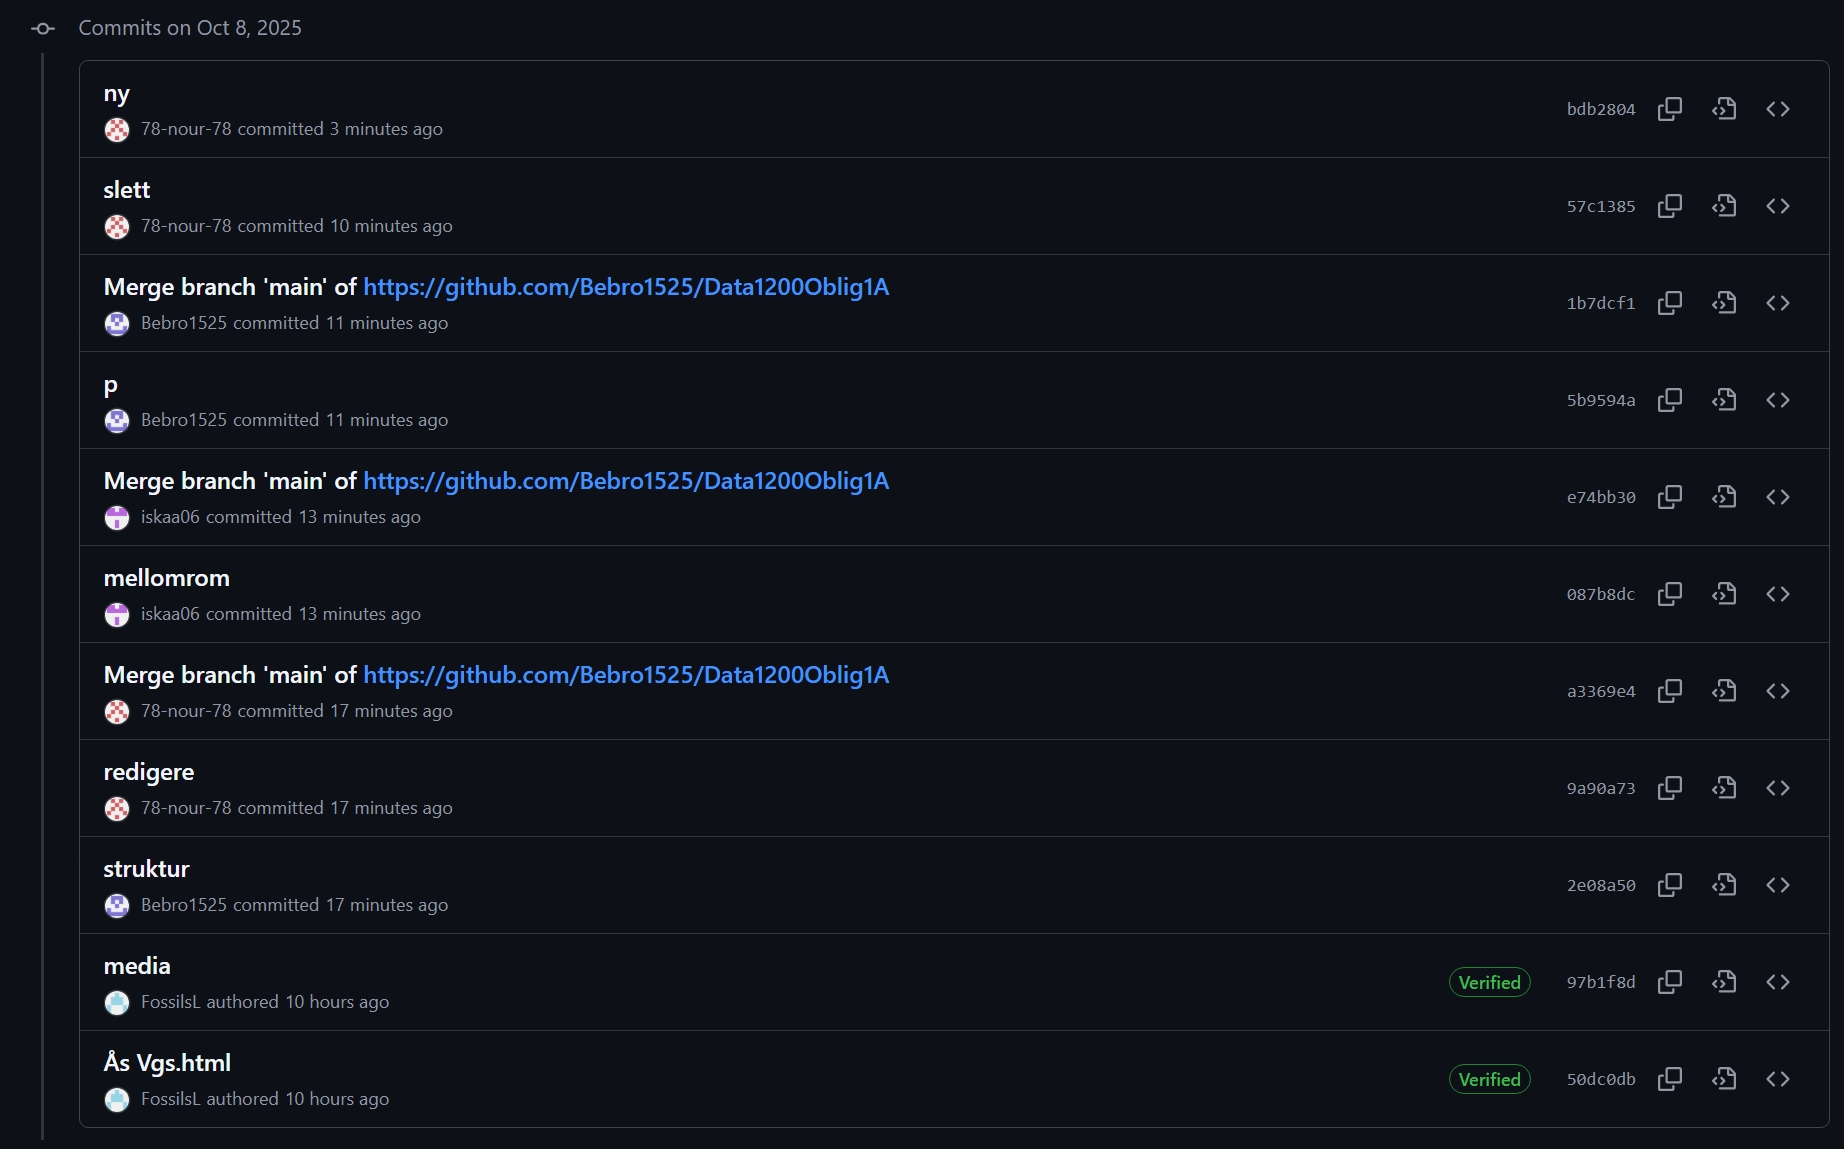 Commits on Oct 8, 2025
ny
78-nour-78 committed 3 minutes ago
bdb2804
slett
78-nour-78 committed 10 minutes ago
57c1385
Merge branch 'main' of https://github.com/Bebro1525/Data1200Oblig1A
Bebro1525 committed 11 minutes ago
1b7dcf1
p
Bebro1525 committed 11 minutes ago
5b9594a
Merge branch 'main' of https://github.com/Bebro1525/Data1200Oblig1A
iskaa06 committed 13 minutes ago
e74bb30
mellomrom
iskaa06 committed 13 minutes ago
087b8dc
Merge branch 'main' of https://github.com/Bebro1525/Data1200Oblig1A
78-nour-78 committed 17 minutes ago
a3369e4
redigere
78-nour-78 committed 17 minutes ago
9a90a73
struktur
Bebro1525 committed 17 minutes ago
2e08a50
media
FossilsL authored 10 hours ago
Verified 97b1f8d
Ås Vgs.html
FossilsL authored 10 hours ago
Verified 50dc0db